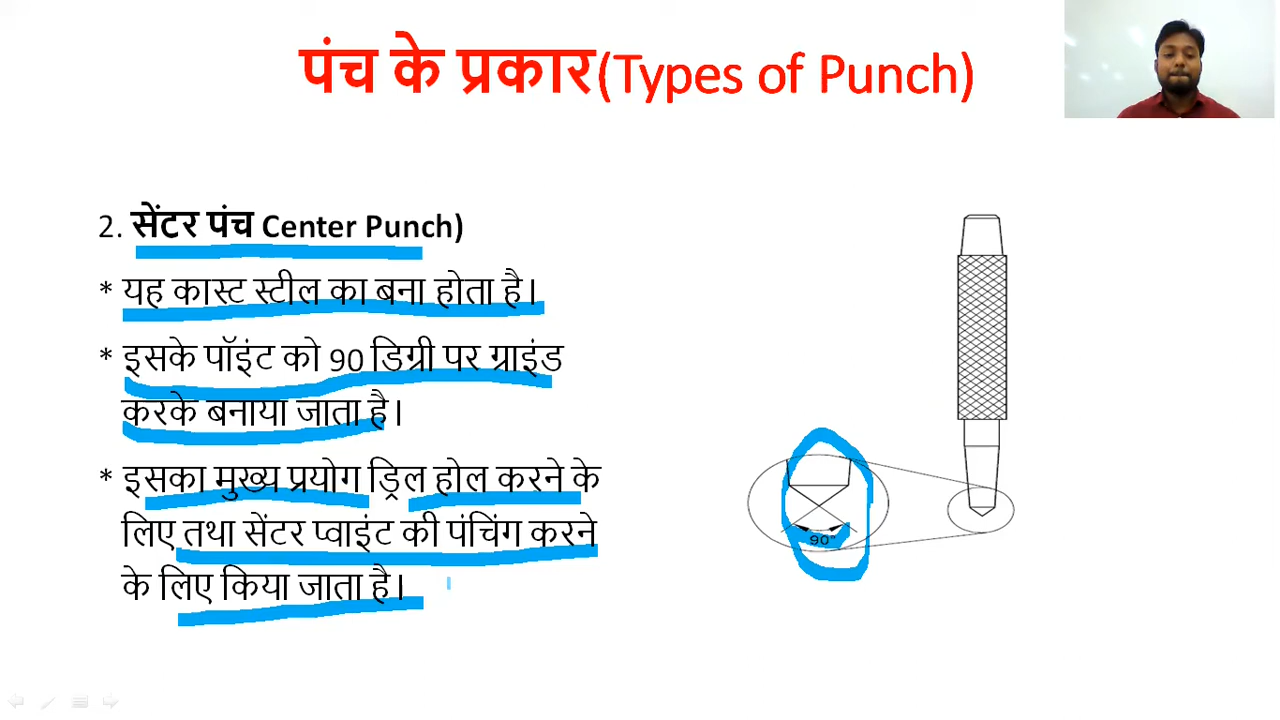 पंच के प्रकार(Types of Punch)
2. सेंटर पंच Center Punch)
* यह कास्ट स्टील का बना होता है।
* इसके पॉइंट को 90 डिग्री पर ग्राइंड
करके बनाया जाता है।
* इसका मुख्य प्रयोग ड्रिल होल करने के
लिए तथा सेंटर प्वाइंट की पंचिंग करने
के लिए किया जाता है।
90°